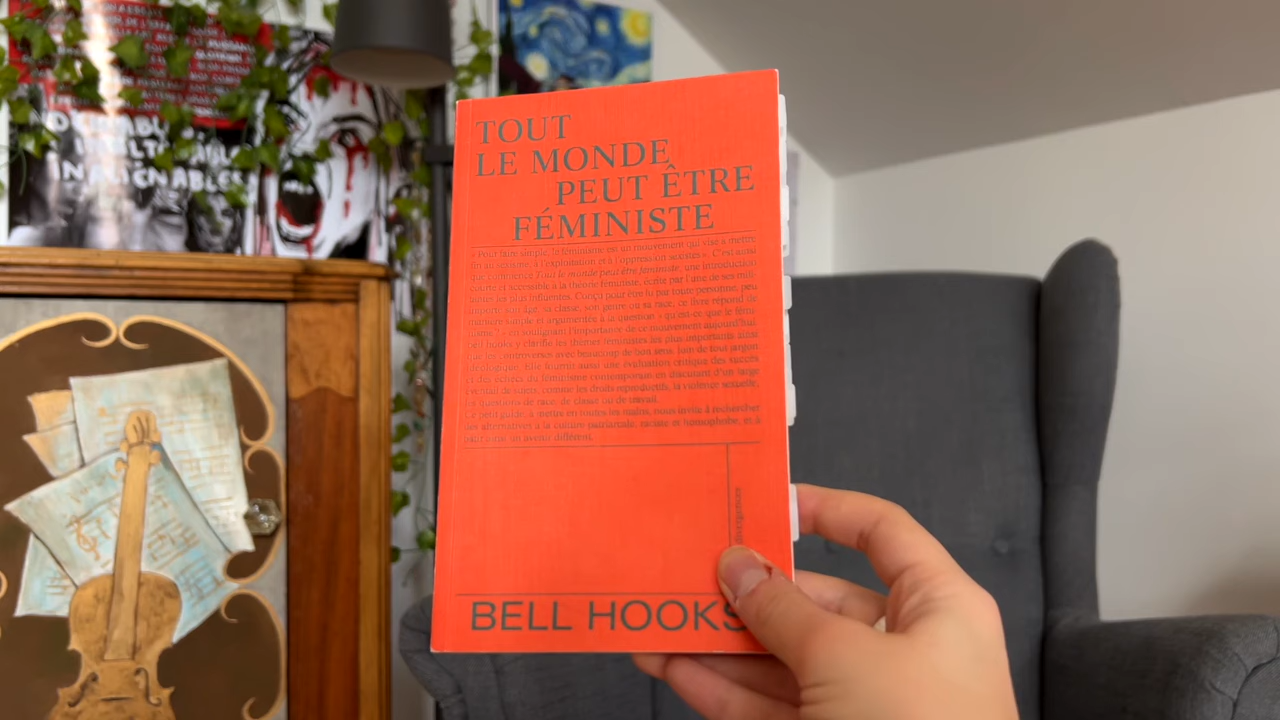 TOUT
LE MONDE
PEUT ÊTRE
FÉMINISTE
« Pour faire simple, le féminisme est un mouvement qui vise à mettre
fin au sexisme, à l'exploitation et à l'oppression sexistes ». C'est ainsi
que commence Tout le monde peut être féministe, une introduction
courte et accessible à la théorie féministe, écrite par l'une de ses mili-
tantes les plus influentes. Conçu pour être lu par toute personne, peu
importe son âge, sa classe, son genre ou sa race, ce livre répond de
manière simple et argumentée à la question « qu'est-ce que le fémi-
nisme ? » en soulignant l'importance de ce mouvement aujourd'hui.
bell hooks y clarifie les thèmes féministes les plus importants ainsi
que les controverses avec beaucoup de bon sens, loin de tout jargon
idéologique. Elle fournit aussi une évaluation critique des succès
et des échecs du féminisme contemporain en discutant d'un large
éventail de sujets, comme les droits reproductifs, la violence sexuelle,
les questions de race, de classe ou de travail.
Ce petit guide, à mettre en toutes les mains, nous invite à rechercher
des alternatives à la culture patriarcale, raciste et homophobe, et à
bâtir ainsi un avenir différent.
divergences
BELL HOOKS
INALIÉNABLES